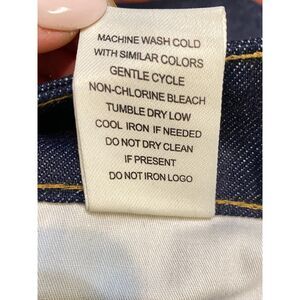 MACHINE WASH COLD
WITH SIMILAR COLORS
GENTLE CYCLE
NON-CHLORINE BLEACH
TUMBLE DRY LOW
COOL IRON IF NEEDED
DO NOT DRY CLEAN
IF PRESENT
DO NOT IRON LOGO